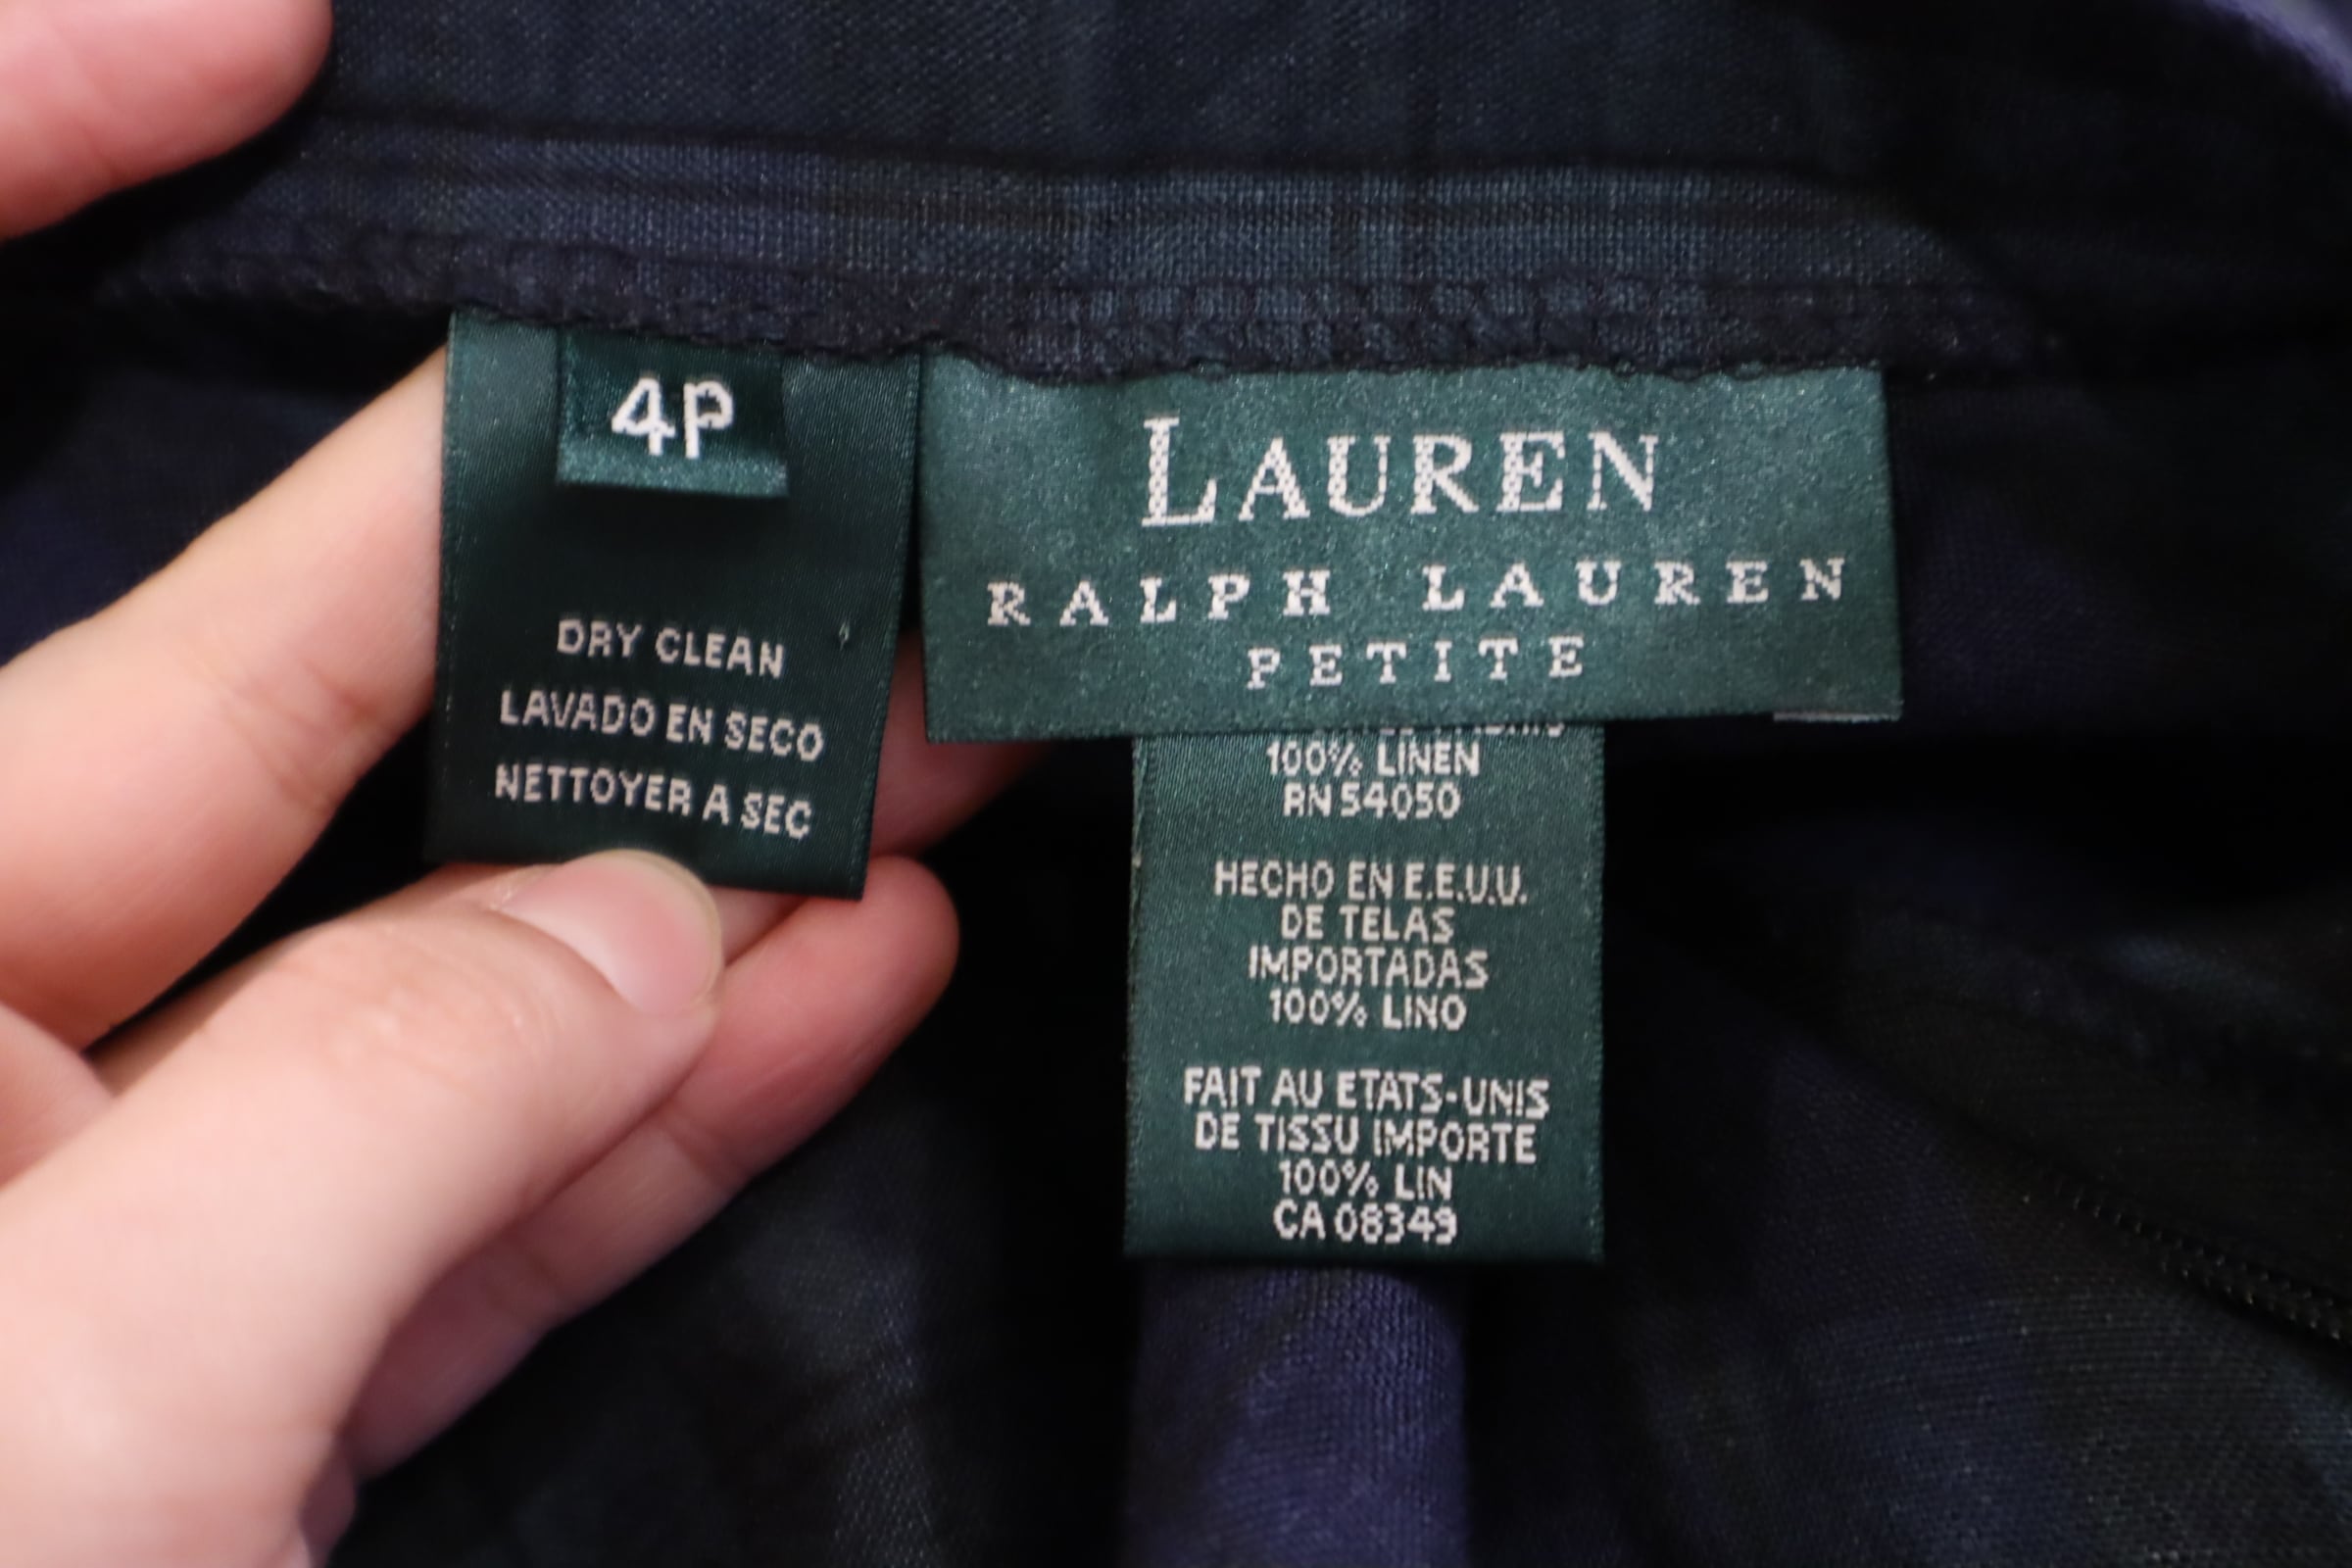 4P
DRY CLEAN
LAVADO EN SECO
NETTOYER A SEC
LAUREN
RALPH LAUREN
PETITE
100% LINEN
RN 54050
HECHO EN E.E.U.U.
DE TELAS
IMPORTADAS
100% LINO
FAIT AU ETATS-UNIS
DE TISSU IMPORTE
100% LIN
CA 08349